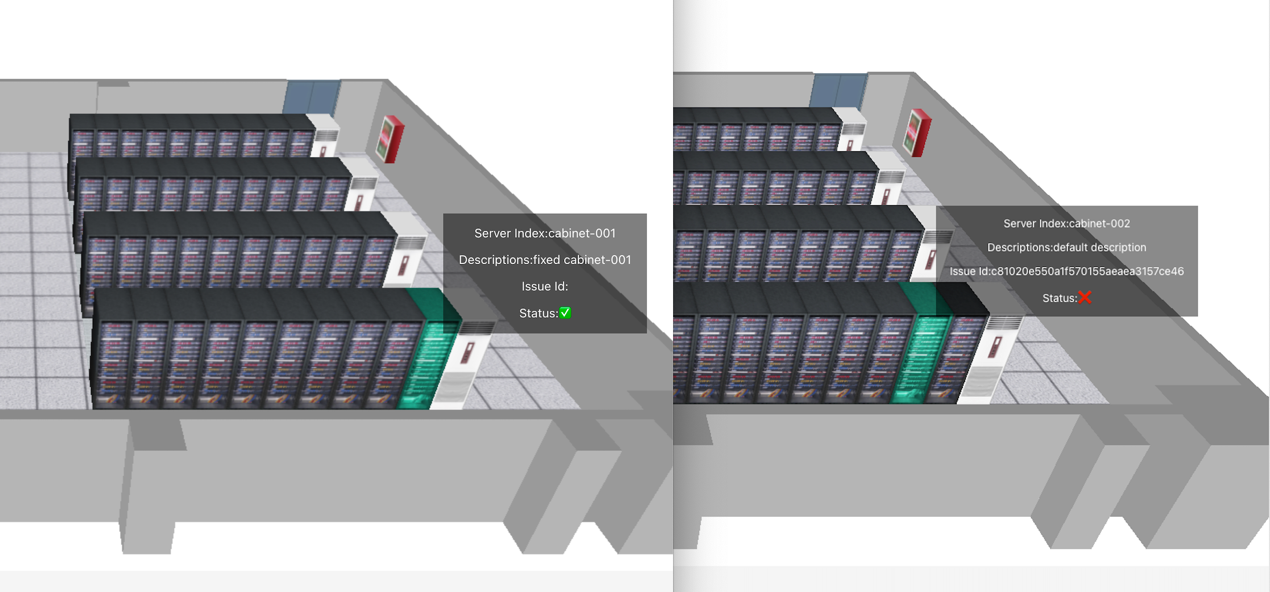 Server Index:cabinet-001
Descriptions:fixed cabinet-001
Issue Id:
Status:✅
Server Index:cabinet-002
Descriptions:default description
Issue Id:c81020e550a1f570155aeaea3157ce46
Status:❌